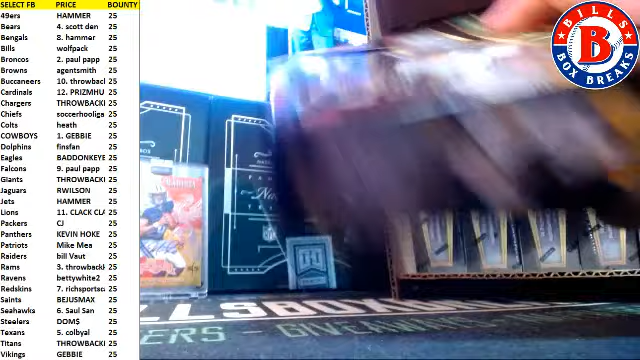 SELECT FB PRICE BOUNTY
49ers HAMMER 25
Bears 4. scott den 25
Bengals 8. hammer 25
Bills wolfpack 25
Broncos 2. paul papp 25
Browns agentsmith 25
Buccaneers 10. throwbacl 25
Cardinals 12. PRIZMHU 25
Chargers THROWBACKI 25
Chiefs soccerhooliga 25
Colts heath 25
COWBOYS 1. GEBBIE 25
Dolphins finsfan 25
Eagles BADDONKEYE 25
Falcons 9. paul papp 25
Giants THROWBACKI 25
Jaguars RWILSON 25
Jets HAMMER 25
Lions 11. CLACK CLA 25
Packers CJ 25
Panthers KEVIN HOKE 25
Patriots Mike Mea 25
Raiders bill Vaut 25
Rams 3. throwbackl 25
Ravens bettywhite2 25
Redskins 7. richsportsca 25
Saints BEJUSMAX 25
Seahawks 6. Saul San 25
Steelers DOM$ 25
Texans 5. colbyal 25
Titans THROWBACKI 25
Vikings GEBBIE 25
BILLS
B
BOX BREAKS
NFL